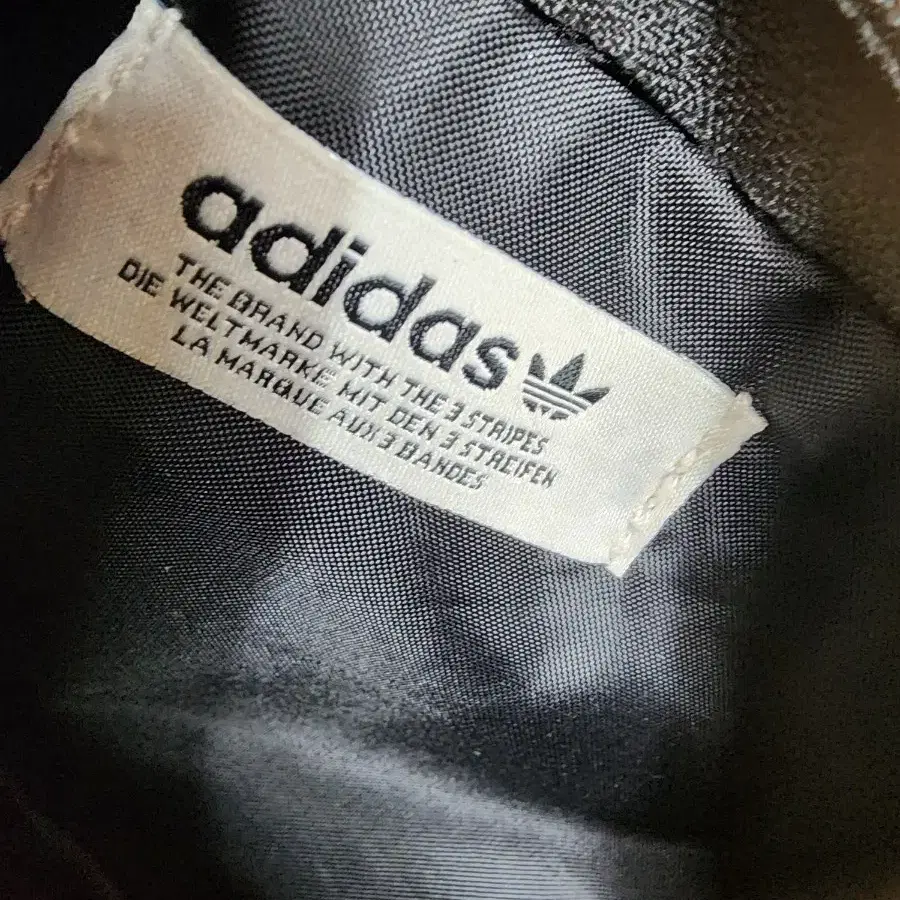 adidas
THE BRAND WITH THE 3 STRIPES
DIE WELTMARKE MIT DEN 3 STREIFEN
LA MARQUE AUX 3 BANDES